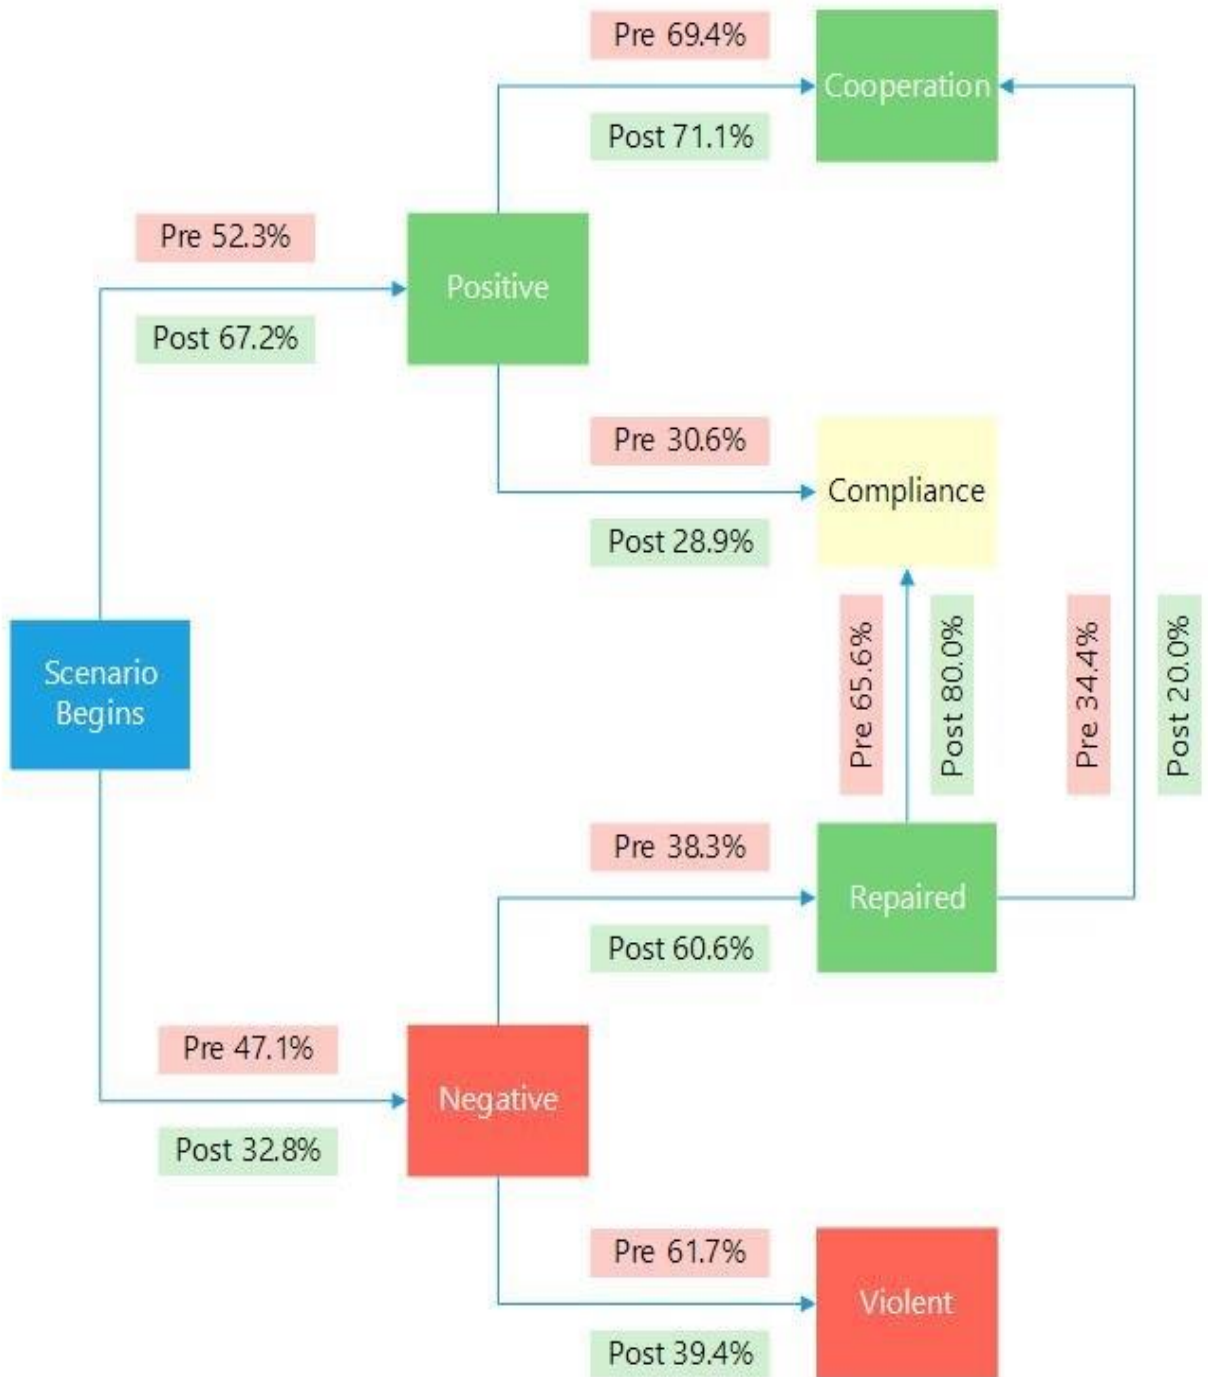 Pre 69.4%
Cooperation
Post 71.1%
Pre 52.3%
Positive
Post 67.2%
Pre 30.6%
Compliance
Post 28.9%
Scenario
Begins
Pre 65.6%
Post 80.0%
Pre 34.4%
Post 20.0%
Pre 38.3%
Repaired
Post 60.6%
Pre 47.1%
Negative
Post 32.8%
Pre 61.7%
Violent
Post 39.4%